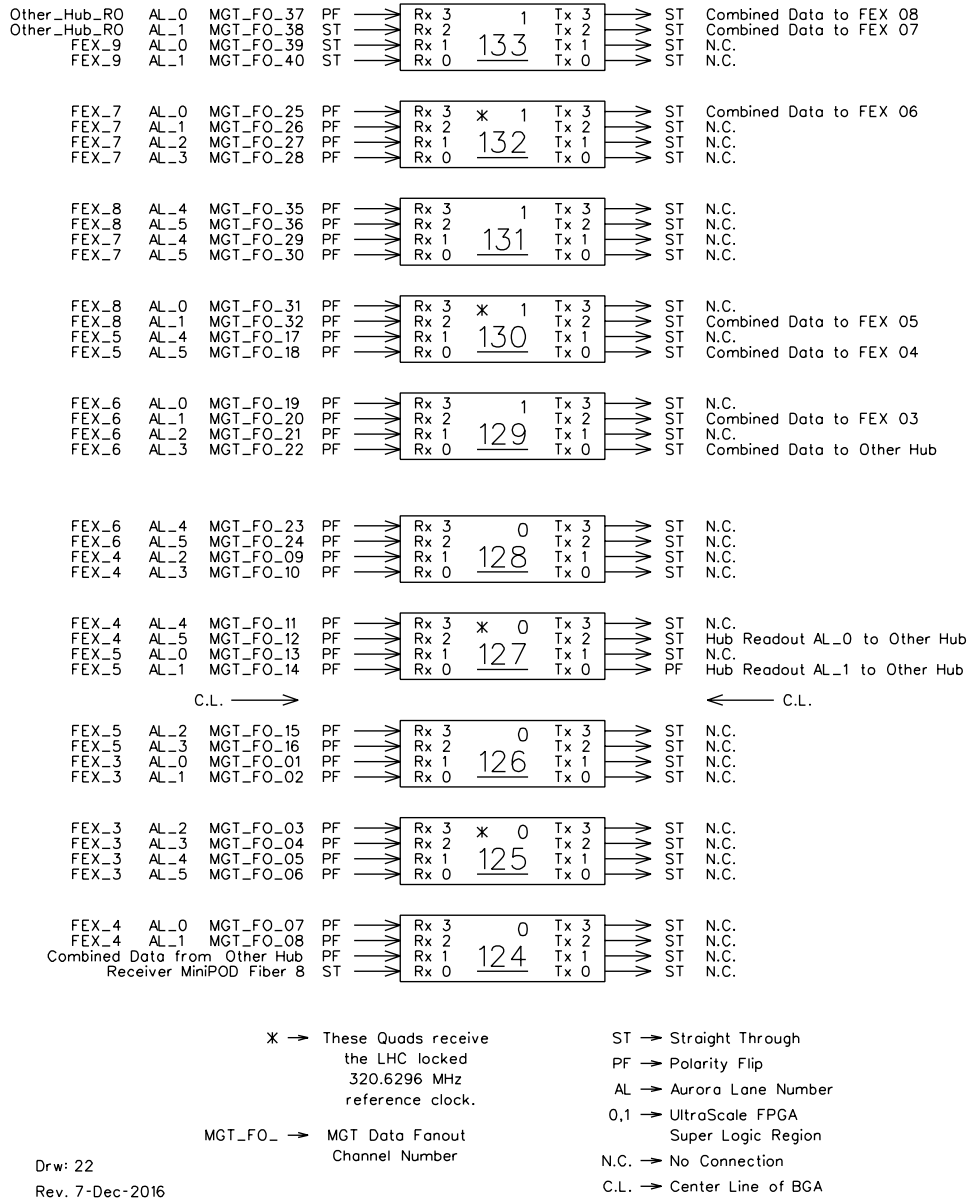 Other_Hub_RO AL_0 MGT_FO_37 PF Rx 3 1 Tx 3 ST Combined Data to FEX 08
Other_Hub_RO AL_1 MGT_FO_38 ST Rx 2 Tx 2 ST Combined Data to FEX 07
FEX_9 AL_0 MGT_FO_39 ST Rx 1 133 Tx 1 ST N.C.
FEX_9 AL_1 MGT_FO_40 ST Rx 0 Tx 0 ST N.C.
FEX_7 AL_0 MGT_FO_25 PF Rx 3 * 1 Tx 3 ST Combined Data to FEX 06
FEX_7 AL_1 MGT_FO_26 PF Rx 2 Tx 2 ST N.C.
FEX_7 AL_2 MGT_FO_27 PF Rx 1 132 Tx 1 ST N.C.
FEX_7 AL_3 MGT_FO_28 PF Rx 0 Tx 0 ST N.C.
FEX_8 AL_4 MGT_FO_35 PF Rx 3 1 Tx 3 ST N.C.
FEX_8 AL_5 MGT_FO_36 PF Rx 2 Tx 2 ST N.C.
FEX_7 AL_4 MGT_FO_29 PF Rx 1 131 Tx 1 ST N.C.
FEX_7 AL_5 MGT_FO_30 PF Rx 0 Tx 0 ST N.C.
FEX_8 AL_0 MGT_FO_31 PF Rx 3 * 1 Tx 3 ST N.C.
FEX_8 AL_1 MGT_FO_32 PF Rx 2 Tx 2 ST Combined Data to FEX 05
FEX_5 AL_4 MGT_FO_17 PF Rx 1 130 Tx 1 ST N.C.
FEX_5 AL_5 MGT_FO_18 PF Rx 0 Tx 0 ST Combined Data to FEX 04
FEX_6 AL_0 MGT_FO_19 PF Rx 3 1 Tx 3 ST N.C.
FEX_6 AL_1 MGT_FO_20 PF Rx 2 Tx 2 ST Combined Data to FEX 03
FEX_6 AL_2 MGT_FO_21 PF Rx 1 129 Tx 1 ST N.C.
FEX_6 AL_3 MGT_FO_22 PF Rx 0 Tx 0 ST Combined Data to Other Hub
FEX_6 AL_4 MGT_FO_23 PF Rx 3 0 Tx 3 ST N.C.
FEX_6 AL_5 MGT_FO_24 PF Rx 2 Tx 2 ST N.C.
FEX_4 AL_2 MGT_FO_09 PF Rx 1 128 Tx 1 ST N.C.
FEX_4 AL_3 MGT_FO_10 PF Rx 0 Tx 0 ST N.C.
FEX_4 AL_4 MGT_FO_11 PF Rx 3 * 0 Tx 3 ST N.C.
FEX_4 AL_5 MGT_FO_12 PF Rx 2 Tx 2 ST Hub Readout AL_0 to Other Hub
FEX_5 AL_0 MGT_FO_13 PF Rx 1 127 Tx 1 ST N.C.
FEX_5 AL_1 MGT_FO_14 PF Rx 0 Tx 0 PF Hub Readout AL_1 to Other Hub
C.L. → ← C.L.
FEX_5 AL_2 MGT_FO_15 PF Rx 3 0 Tx 3 ST N.C.
FEX_5 AL_3 MGT_FO_16 PF Rx 2 Tx 2 ST N.C.
FEX_3 AL_0 MGT_FO_01 PF Rx 1 126 Tx 1 ST N.C.
FEX_3 AL_1 MGT_FO_02 PF Rx 0 Tx 0 ST N.C.
FEX_3 AL_2 MGT_FO_03 PF Rx 3 * 0 Tx 3 ST N.C.
FEX_3 AL_3 MGT_FO_04 PF Rx 2 Tx 2 ST N.C.
FEX_3 AL_4 MGT_FO_05 PF Rx 1 125 Tx 1 ST N.C.
FEX_3 AL_5 MGT_FO_06 PF Rx 0 Tx 0 ST N.C.
FEX_4 AL_0 MGT_FO_07 PF Rx 3 0 Tx 3 ST N.C.
FEX_4 AL_1 MGT_FO_08 PF Rx 2 Tx 2 ST N.C.
Combined Data from Other Hub PF Rx 1 124 Tx 1 ST N.C.
Receiver MiniPOD Fiber 8 ST Rx 0 Tx 0 ST N.C.
* → These Quads receive
the LHC locked
320.6296 MHz
reference clock.
MGT_FO_ → MGT Data Fanout
Channel Number
ST → Straight Through
PF → Polarity Flip
AL → Aurora Lane Number
0,1 → UltraScale FPGA
Super Logic Region
N.C. → No Connection
C.L. → Center Line of BGA
Drw: 22
Rev. 7-Dec-2016